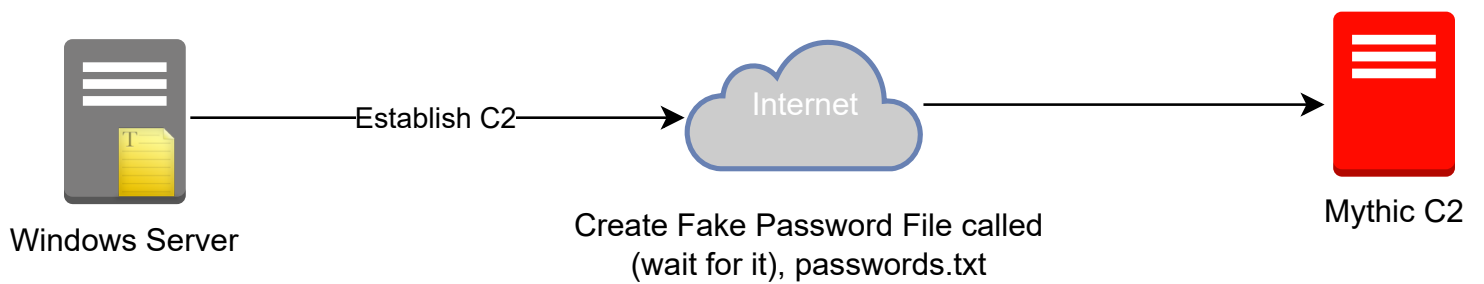 Establish C2
Internet
T
Windows Server
Create Fake Password File called
(wait for it), passwords.txt
Mythic C2